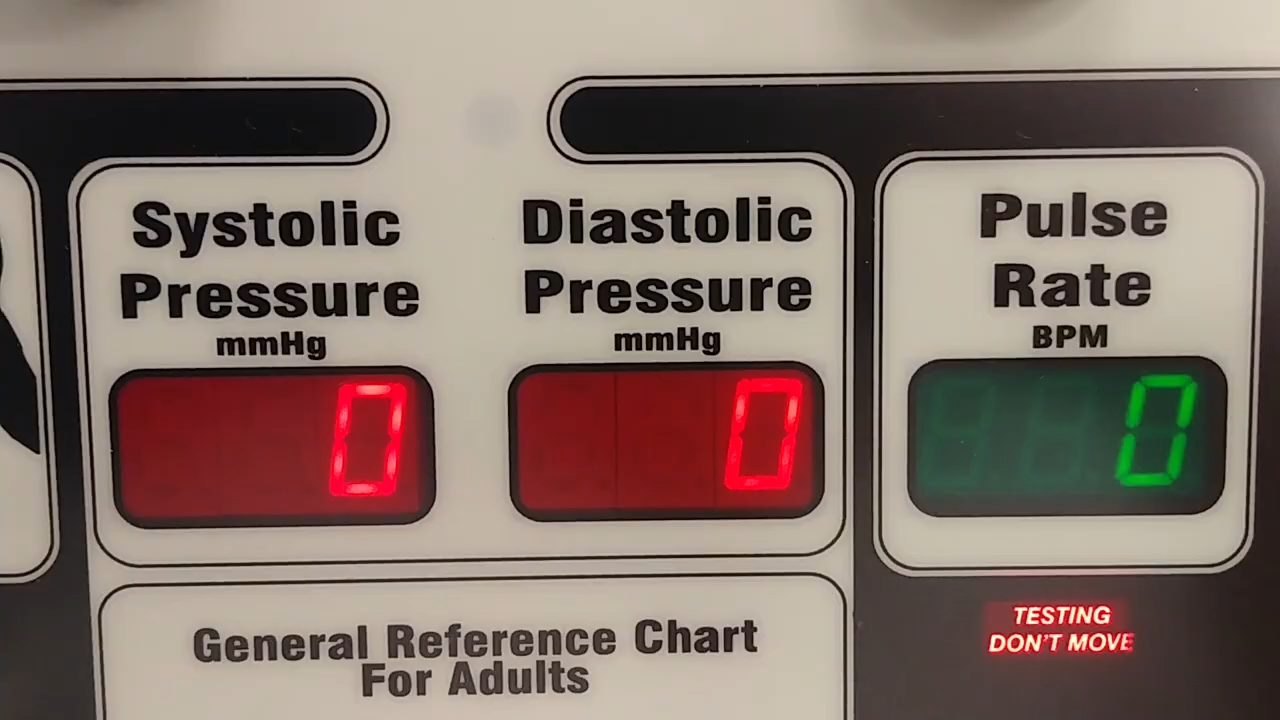 Systolic
Pressure
mmHg
0
Diastolic
Pressure
mmHg
0
Pulse
Rate
BPM
0
TESTING
DON'T MOVE
General Reference Chart
For Adults